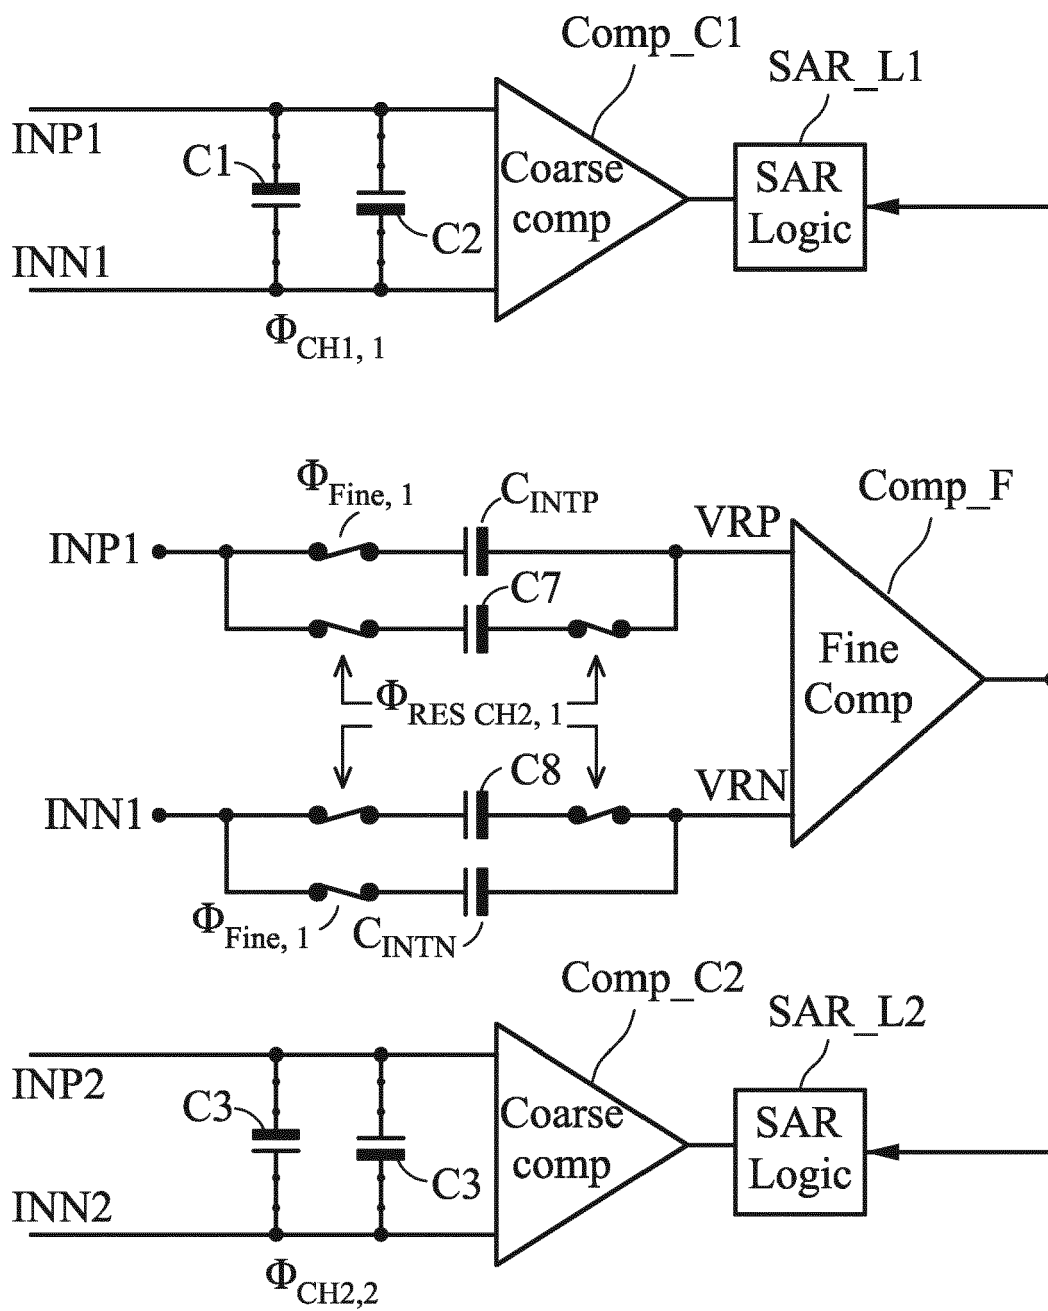 Comp_C1
SAR_L1
INP1
C1
Coarse
comp
SAR
Logic
C2
INN1
ΦCH1, 1
ΦFine, 1
CINTP
Comp_F
INP1
VRP
C7
Fine
Comp
ΦRES CH2, 1
C8
VRN
INN1
ΦFine, 1
CINTN
Comp_C2
SAR_L2
INP2
C3
Coarse
comp
SAR
Logic
C3
INN2
ΦCH2,2